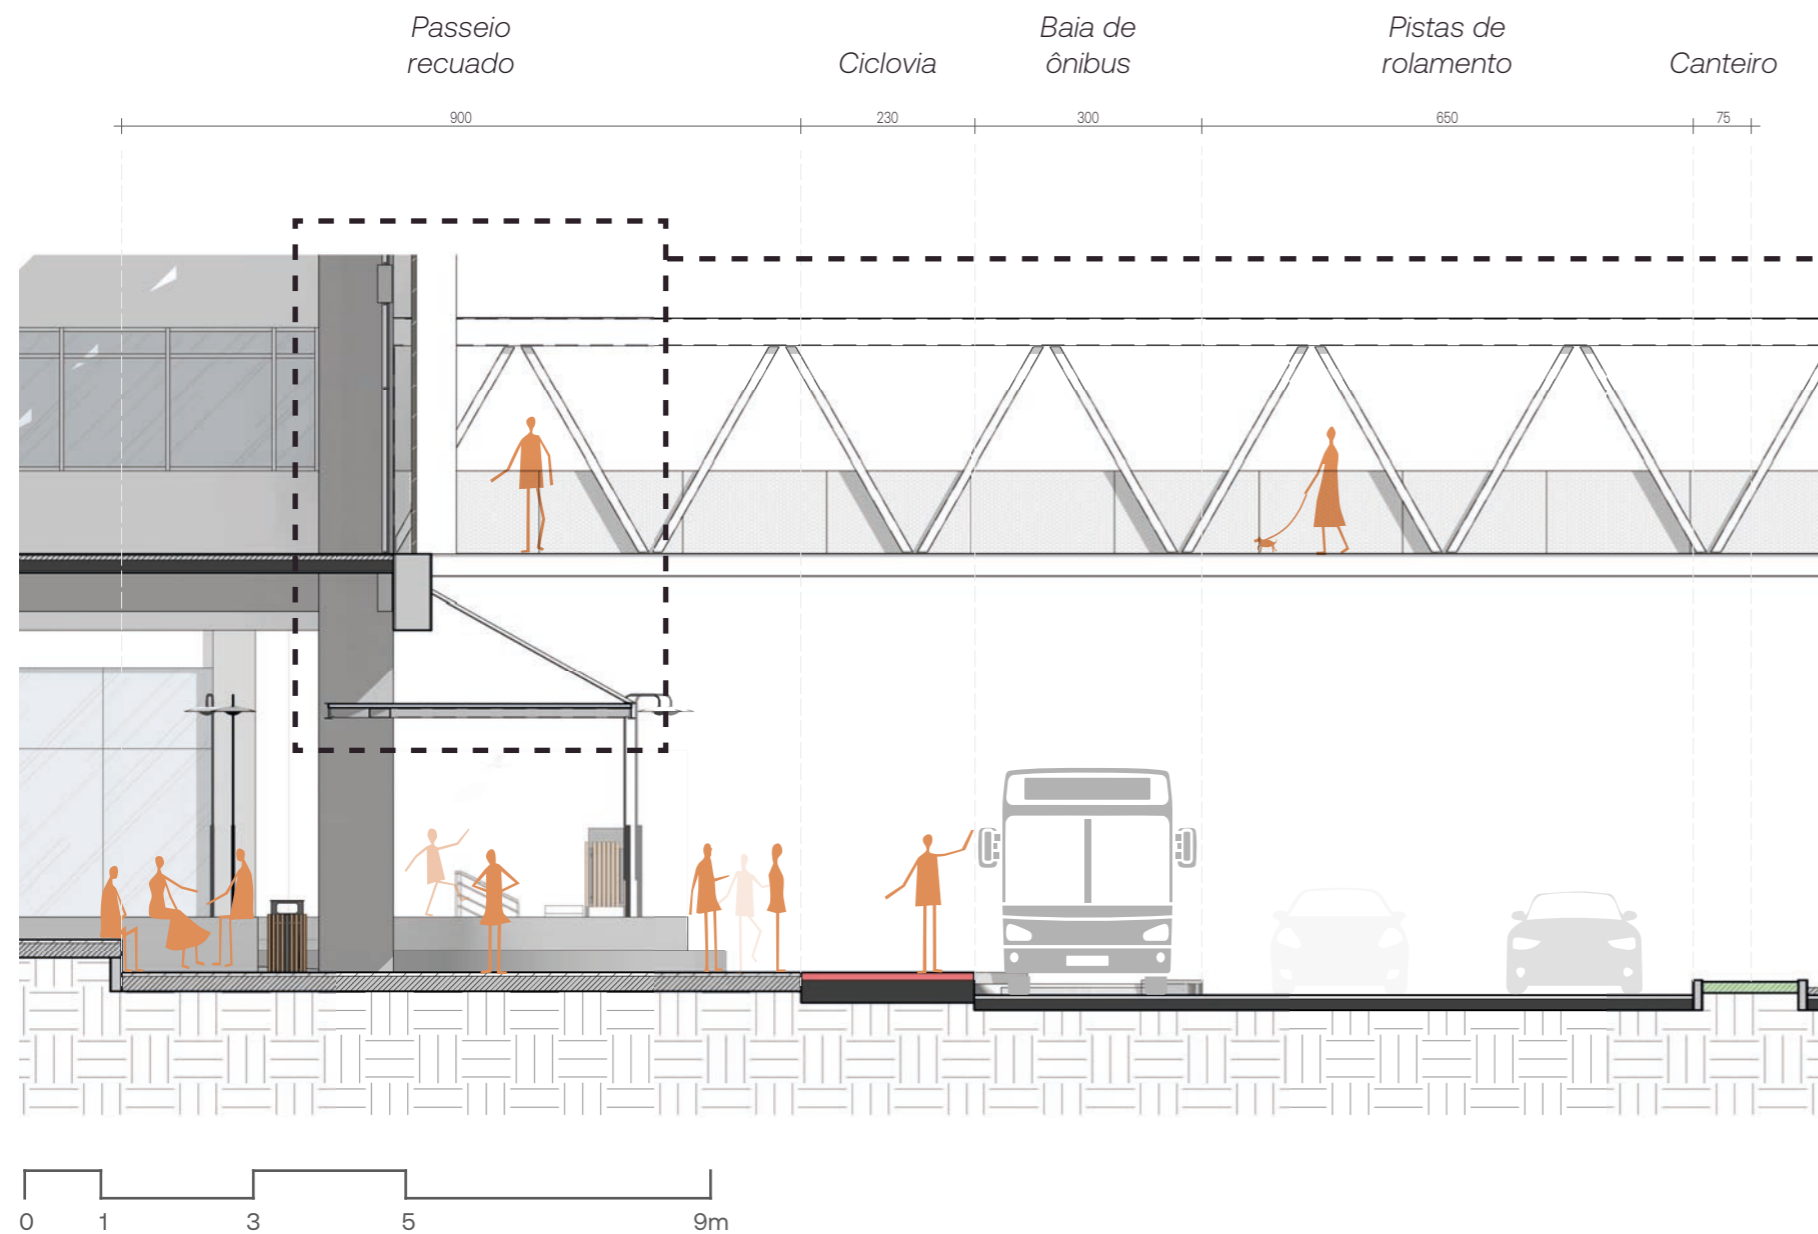 Passeio
recuado
Ciclovia
Baia de
ônibus
Pistas de
rolamento
Canteiro
900
230
300
650
75
0
1
3
5
9m